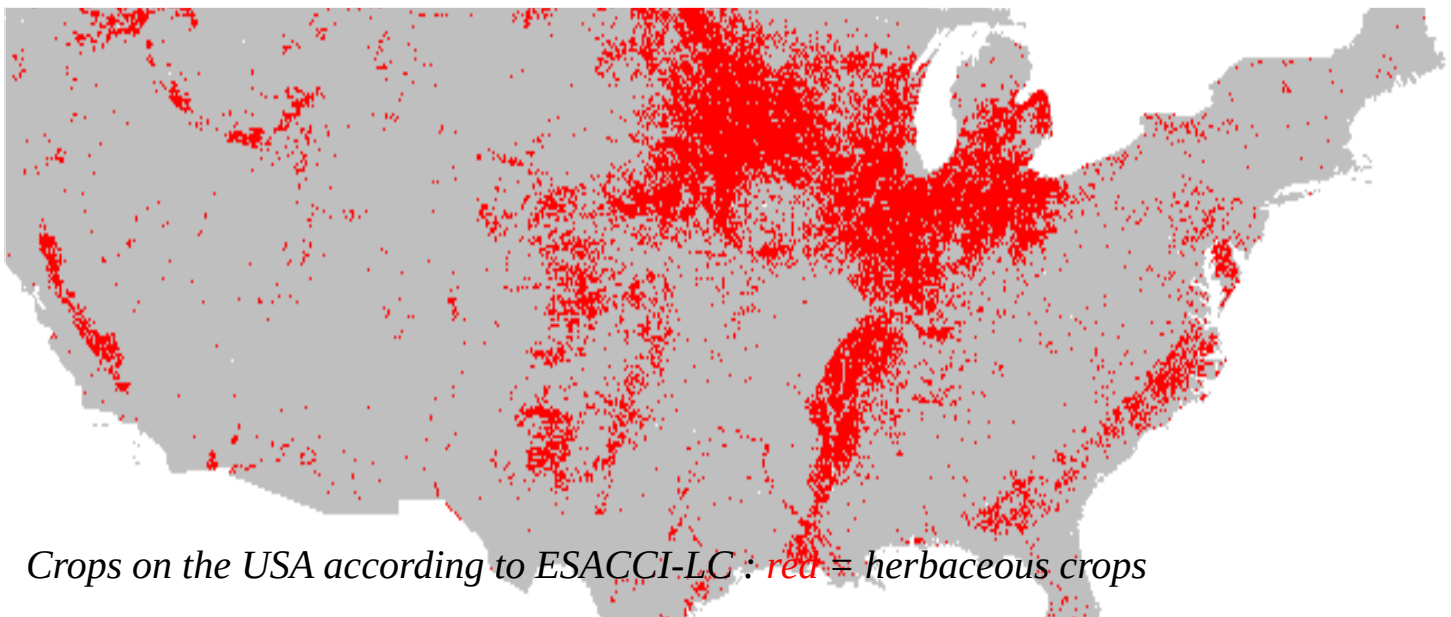 Crops on the USA according to ESACCI-LC : red = herbaceous crops